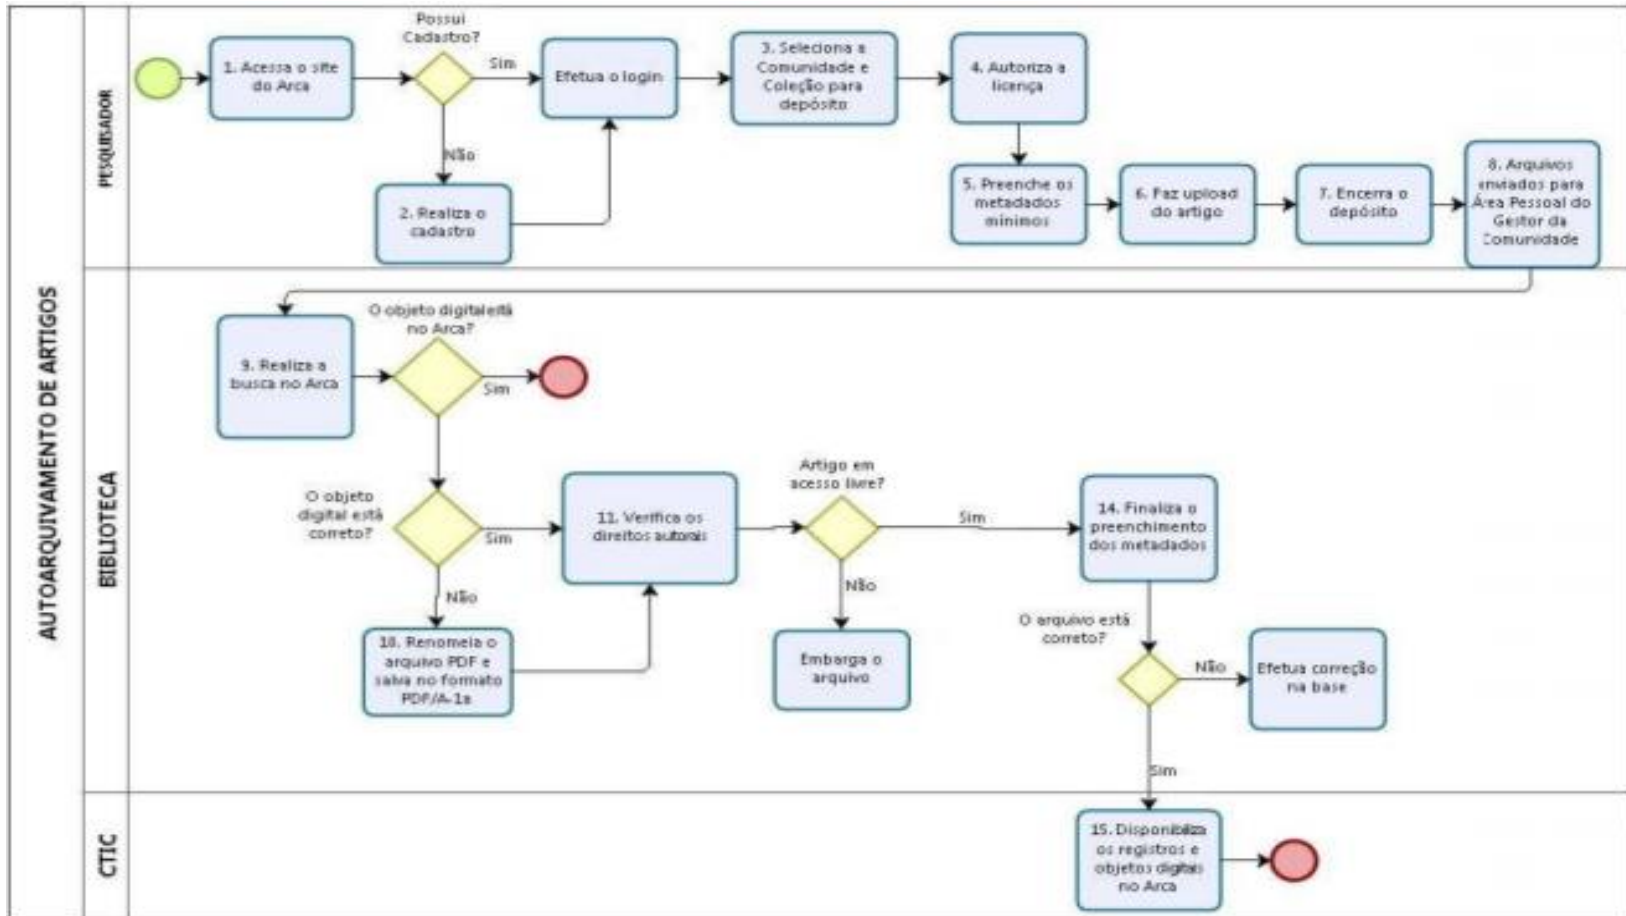 AUTOARQUIVAMENTO DE ARTIGOS
PESQUISADOR
1. Acessa o site
do Arca
Possui
Cadastro?
Sim
Não
2. Realiza o
cadastro
Efetua o login
3. Seleciona a
Comunidade e
Coleção para
depósito
4. Autoriza a
licença
5. Preenche os
metadados
mínimos
6. Faz upload
do artigo
7. Encerra o
depósito
8. Arquivos
enviados para
Área Pessoal do
Gestor da
Comunidade
BIBLIOTECA
9. Realiza a
busca no Arca
O objeto digitalestá
no Arca?
Sim
O objeto
digital está
correto?
Sim
Não
10. Renomeia o
arquivo PDF e
salva no formato
PDF/A-1a
11. Verifica os
direitos autorais
Artigo em
acesso livre?
Sim
Não
Embarga o
arquivo
14. Finaliza o
preenchimento
dos metadados
O arquivo está
correto?
Não
Efetua correção
na base
Sim
CTIC
15. Disponibiliza
os registros e
objetos digitais
no Arca